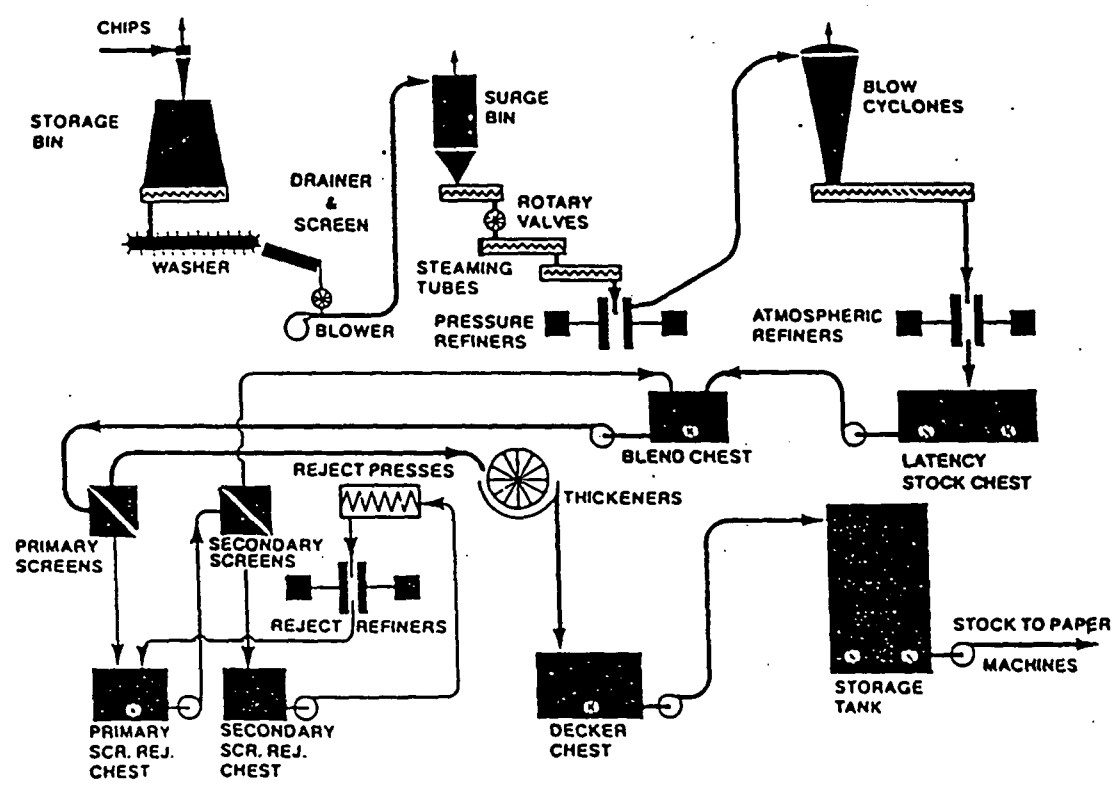 CHIPS
STORAGE
BIN
WASHER
DRAINER
&
SCREEN
BLOWER
SURGE
BIN
ROTARY
VALVES
STEAMING
TUBES
PRESSURE
REFINERS
BLOW
CYCLONES
ATMOSPHERIC
REFINERS
LATENCY
STOCK CHEST
BLEND CHEST
REJECT PRESSES
THICKENERS
PRIMARY
SCREENS
SECONDARY
SCREENS
REJECT REFINERS
PRIMARY
SCR. REJ.
CHEST
SECONDARY
SCR. REJ.
CHEST
DECKER
CHEST
STORAGE
TANK
STOCK TO PAPER
MACHINES